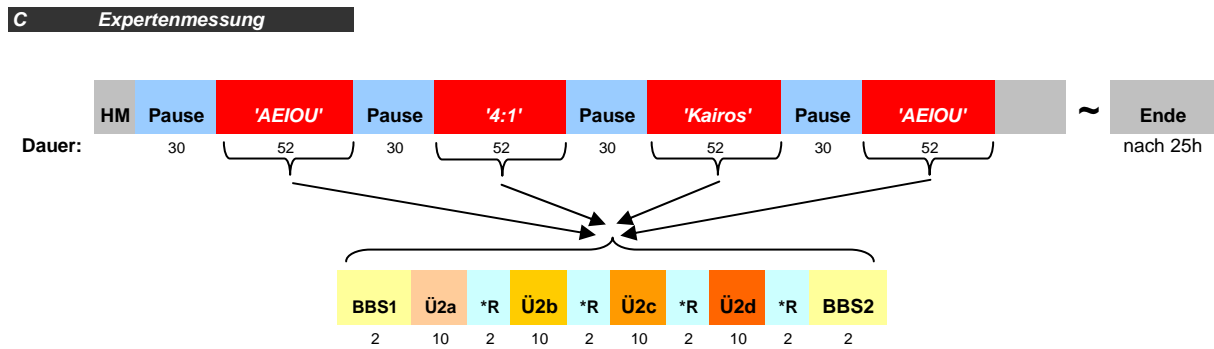 C Expertenmessung
HM Pause 'AEIOU' Pause '4:1' Pause 'Kairos' Pause 'AEIOU' ~ Ende
Dauer: 30 52 30 52 30 52 30 52 nach 25h
BBS1 Ü2a *R Ü2b *R Ü2c *R Ü2d *R BBS2
2 10 2 10 2 10 2 10 2 2